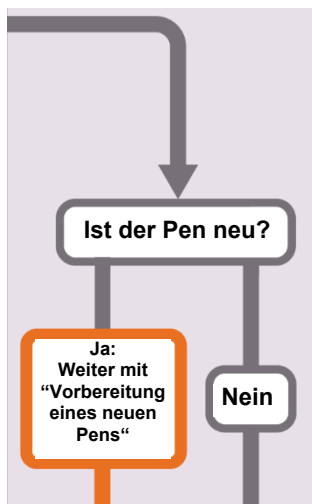 Ist der Pen neu?
Ja:
Weiter mit
“Vorbereitung
eines neuen
Pens“
Nein